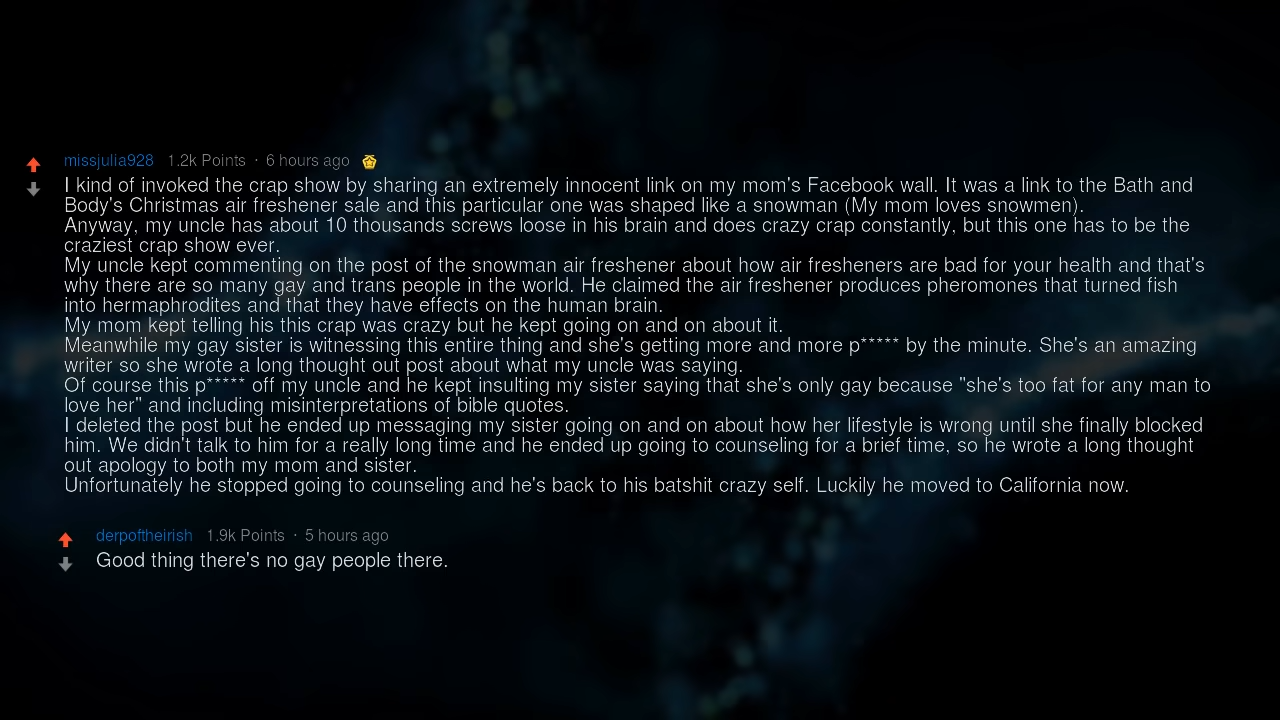 missjulia928 1.2k Points · 6 hours ago
I kind of invoked the crap show by sharing an extremely innocent link on my mom's Facebook wall. It was a link to the Bath and
Body's Christmas air freshener sale and this particular one was shaped like a snowman (My mom loves snowmen).
Anyway, my uncle has about 10 thousands screws loose in his brain and does crazy crap constantly, but this one has to be the
craziest crap show ever.
My uncle kept commenting on the post of the snowman air freshener about how air fresheners are bad for your health and that's
why there are so many gay and trans people in the world. He claimed the air freshener produces pheromones that turned fish
into hermaphrodites and that they have effects on the human brain.
My mom kept telling his this crap was crazy but he kept going on and on about it.
Meanwhile my gay sister is witnessing this entire thing and she's getting more and more p***** by the minute. She's an amazing
writer so she wrote a long thought out post about what my uncle was saying.
Of course this p***** off my uncle and he kept insulting my sister saying that she's only gay because "she's too fat for any man to
love her" and including misinterpretations of bible quotes.
I deleted the post but he ended up messaging my sister going on and on about how her lifestyle is wrong until she finally blocked
him. We didn't talk to him for a really long time and he ended up going to counseling for a brief time, so he wrote a long thought
out apology to both my mom and sister.
Unfortunately he stopped going to counseling and he's back to his batshit crazy self. Luckily he moved to California now.
derpoftheirish 1.9k Points · 5 hours ago
Good thing there's no gay people there.